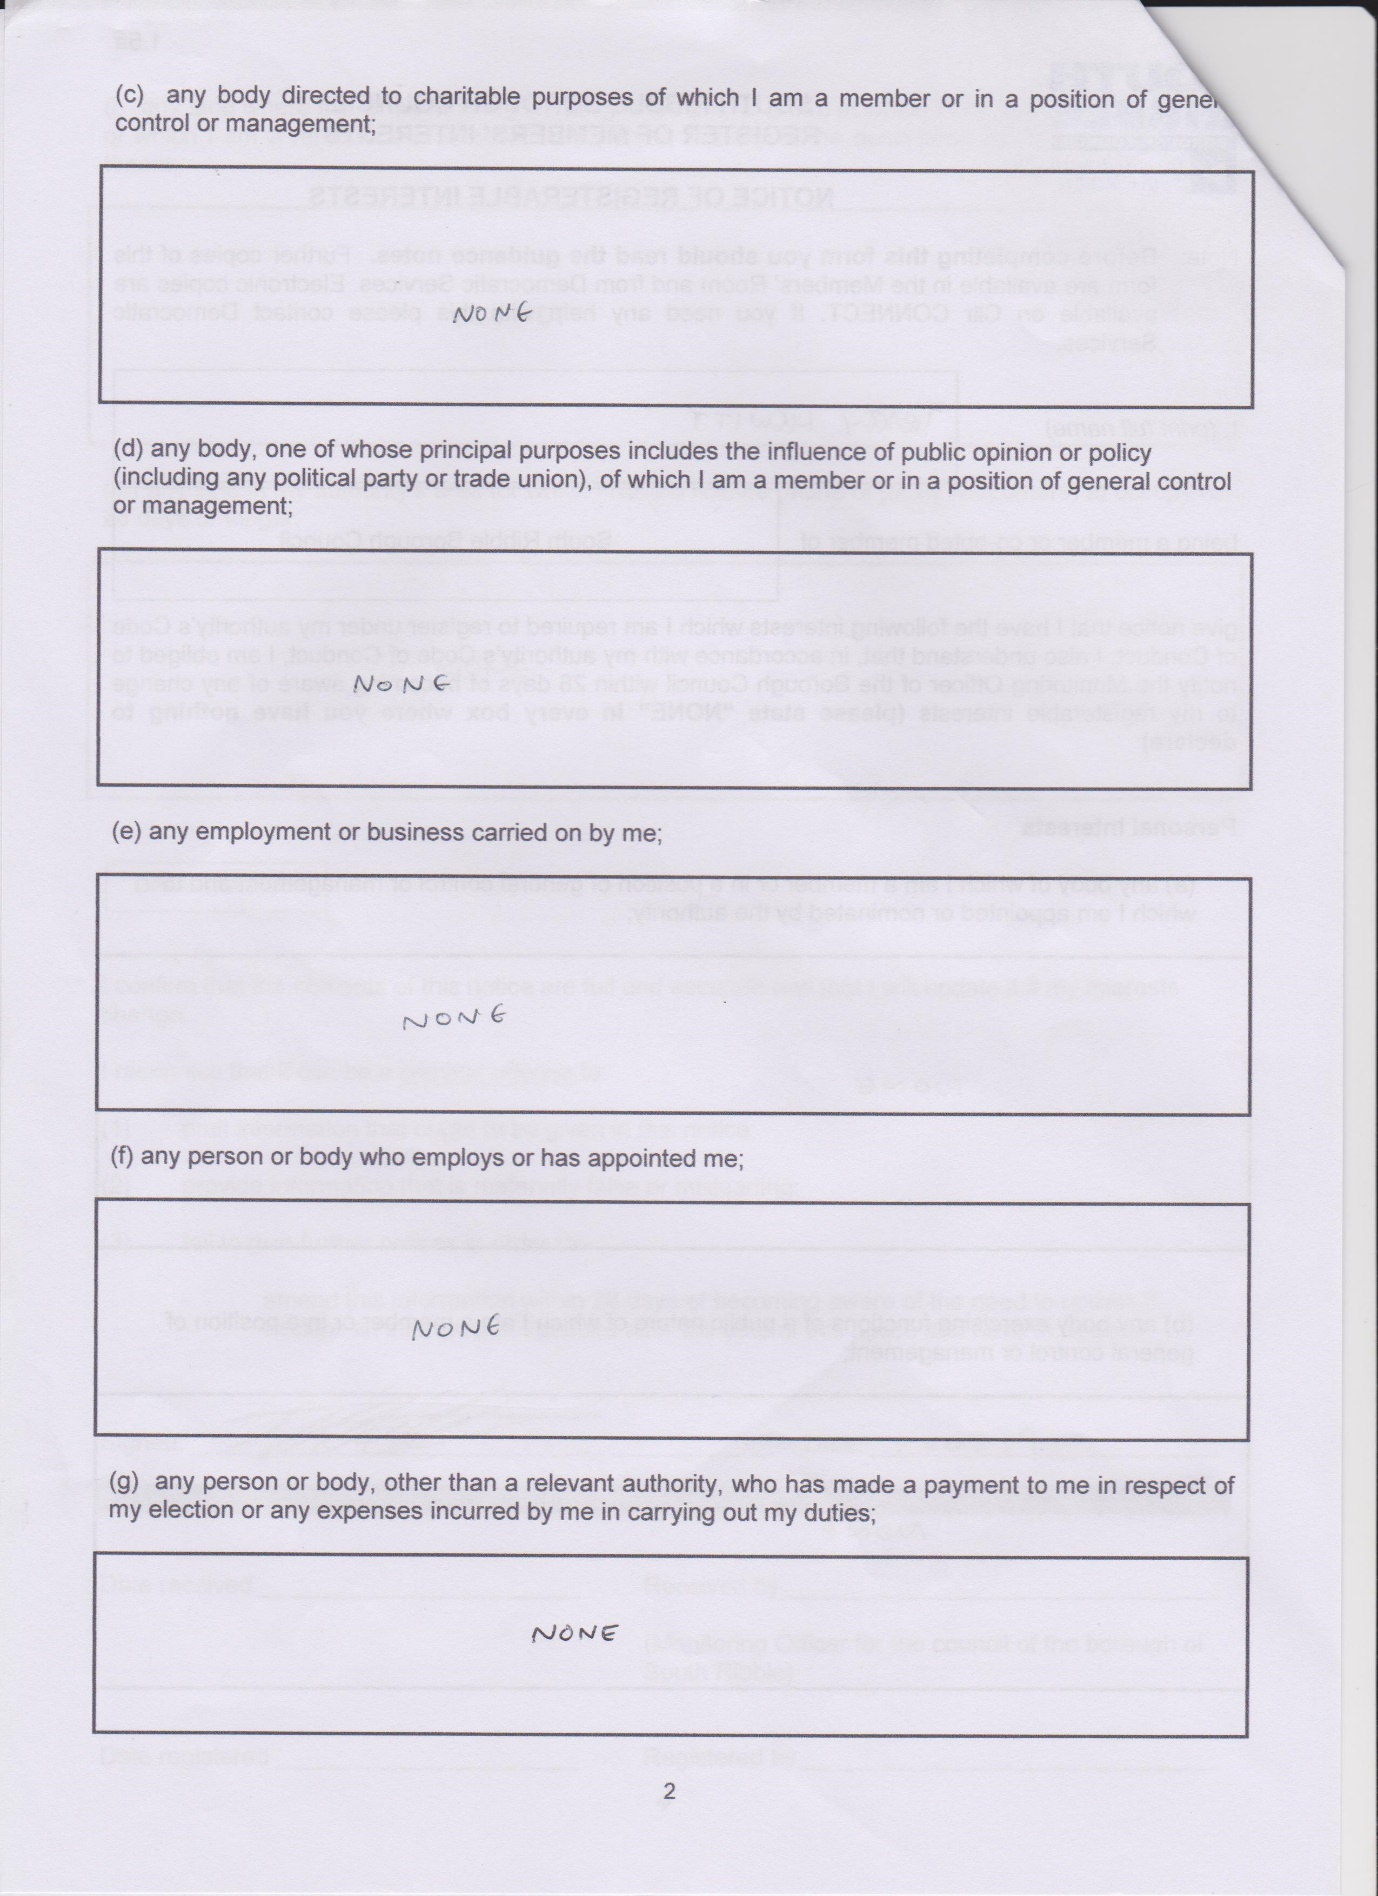 (c) any body directed to charitable purposes of which I am a member or in a position of gener
control or management;
NONE
(d) any body, one of whose principal purposes includes the influence of public opinion or policy
(including any political party or trade union), of which I am a member or in a position of general control
or management;
NONE
(e) any employment or business carried on by me;
NONE
(f) any person or body who employs or has appointed me;
NONE
(g) any person or body, other than a relevant authority, who has made a payment to me in respect of
my election or any expenses incurred by me in carrying out my duties;
NONE
2